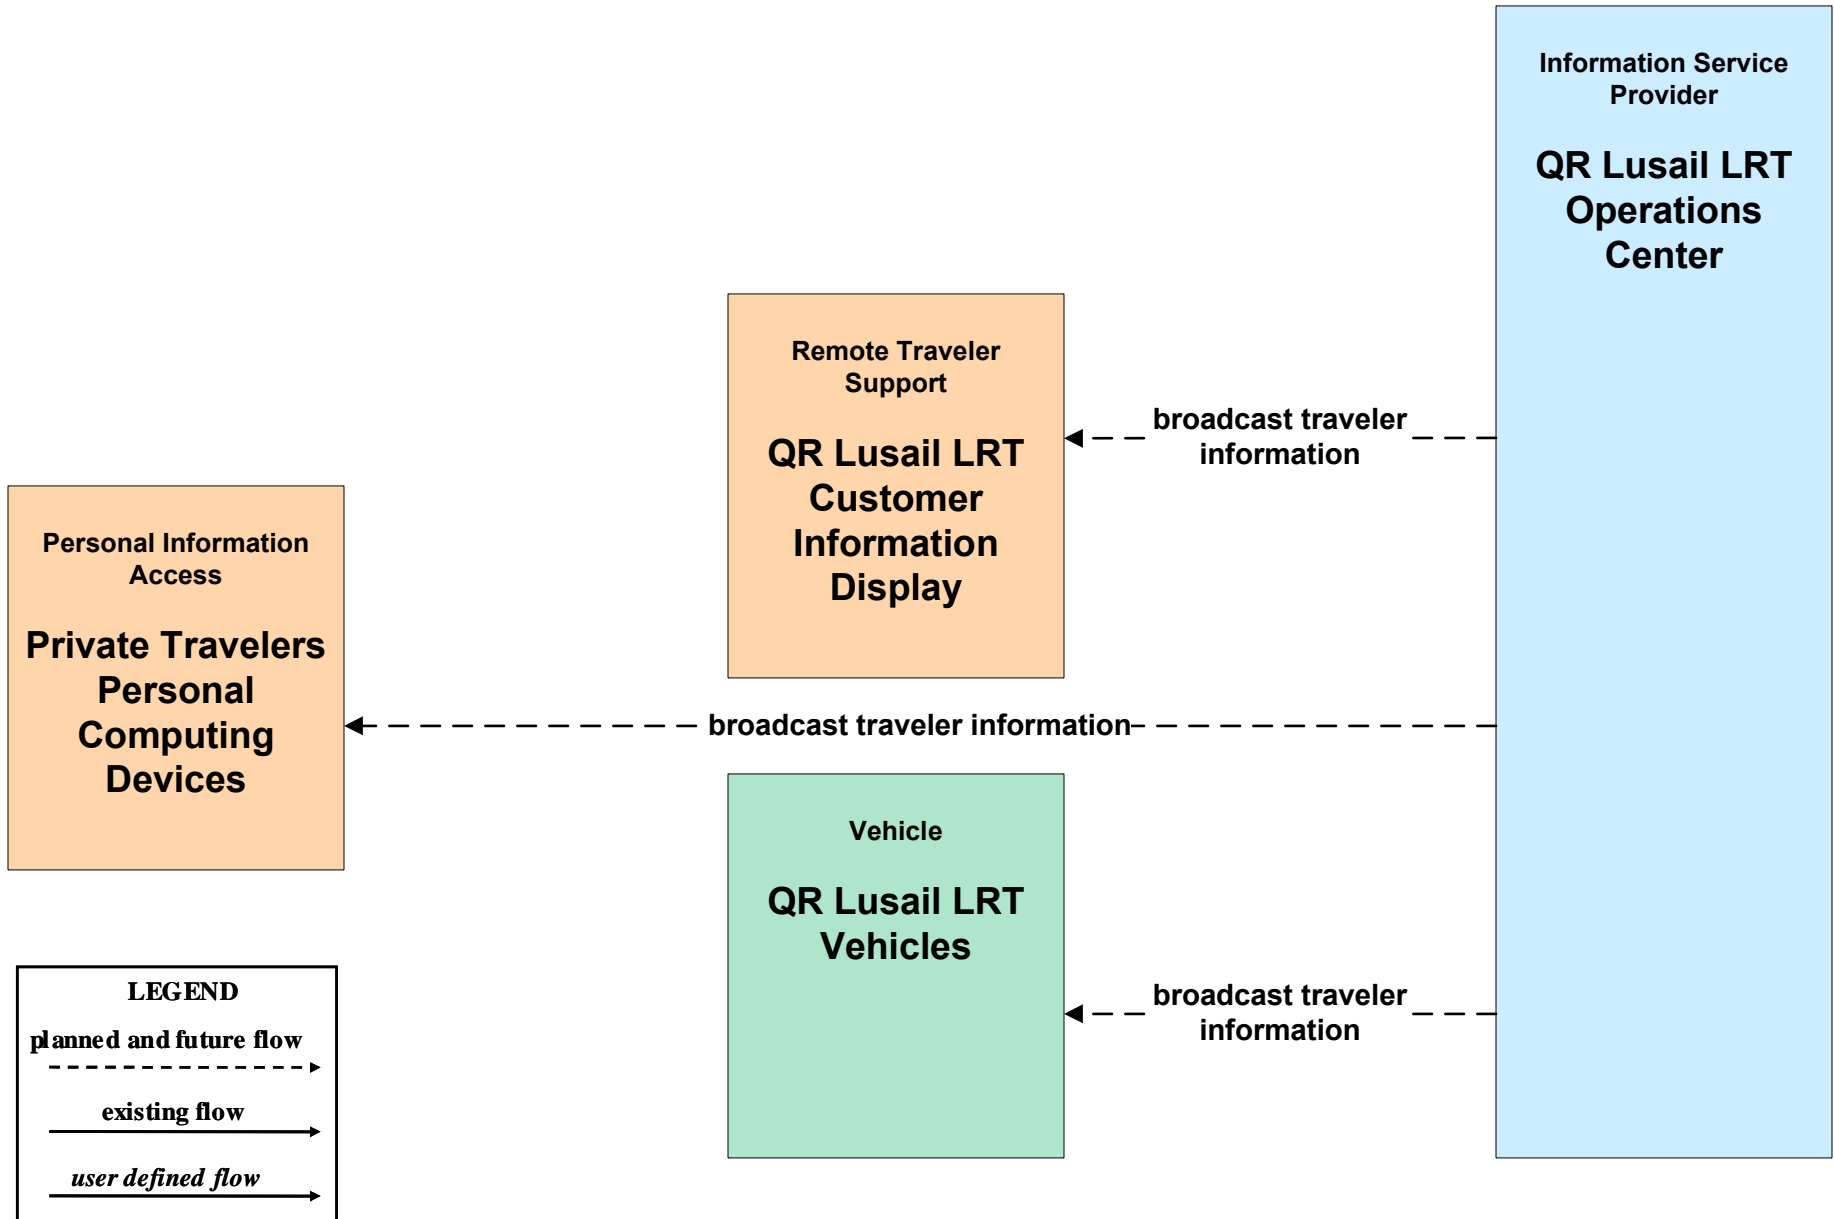 Information Service
Provider
QR Lusail LRT
Operations
Center
Remote Traveler
Support
QR Lusail LRT
Customer
Information
Display
broadcast traveler
information
Personal Information
Access
Private Travelers
Personal
Computing
Devices
broadcast traveler information
Vehicle
QR Lusail LRT
Vehicles
broadcast traveler
information
LEGEND
planned and future flow
existing flow
user defined flow